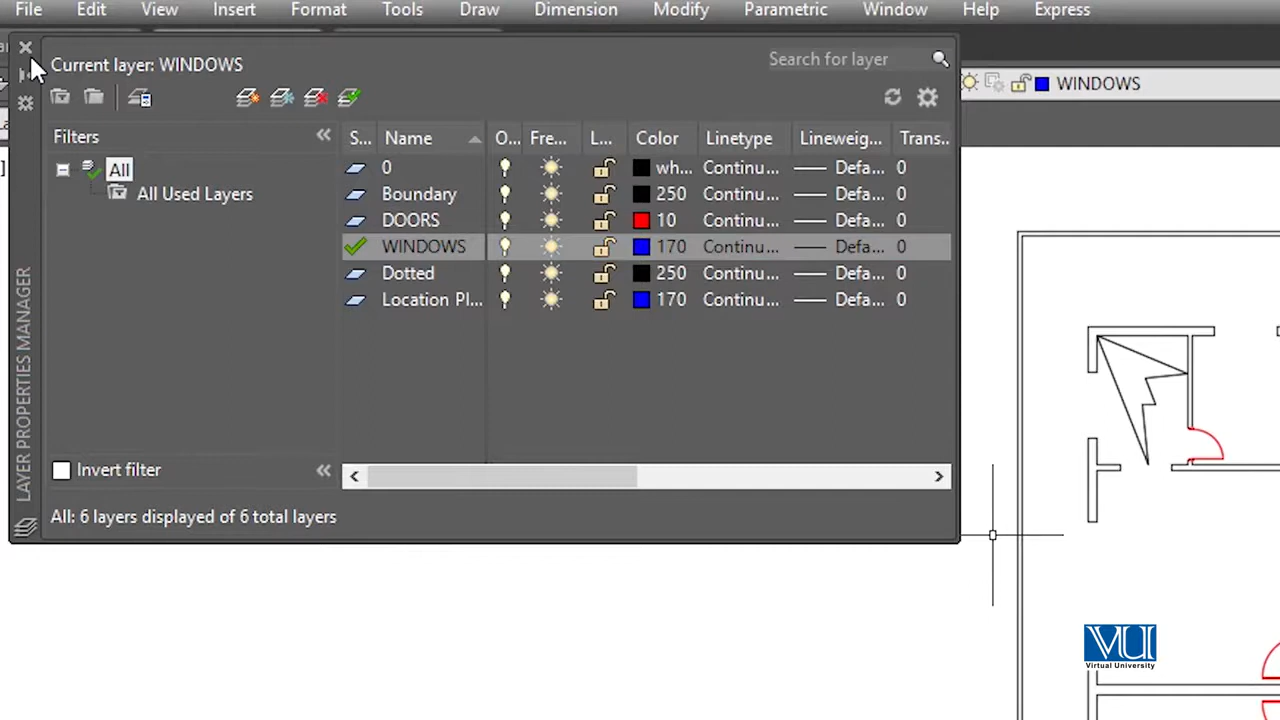 File Edit View Insert Format Tools Draw Dimension Modify Parametric Window Help Express
Current layer: WINDOWS
Search for layer
WINDOWS
Filters
S... Name O... Fre... L... Color Linetype Lineweig... Trans..
All
All Used Layers
0 wh... Continu... Defa... 0
Boundary 250 Continu... Defa... 0
DOORS 10 Continu... Defa... 0
WINDOWS 170 Continu... Defa... 0
Dotted 250 Continu... Defa... 0
Location Pl... 170 Continu... Defa... 0
LAYER PROPERTIES MANAGER
Invert filter
All: 6 layers displayed of 6 total layers
VU
Virtual University